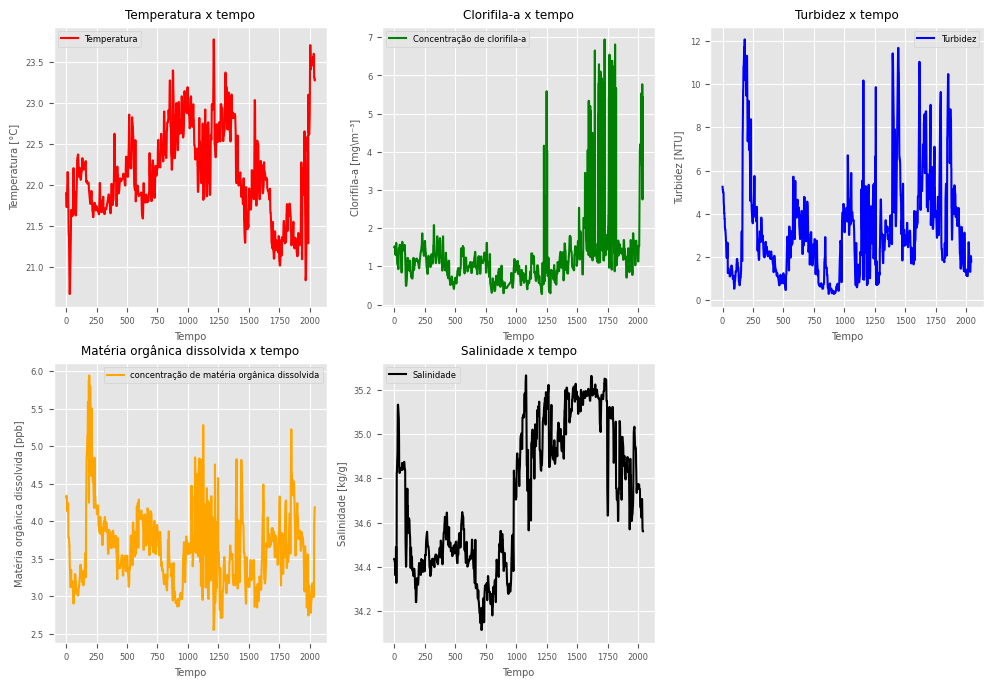 Temperatura x tempo
Temperatura
Temperatura [°C]
23.5
23.0
22.5
22.0
21.5
21.0
0 250 500 750 1000 1250 1500 1750 2000
Tempo
Clorifila-a x tempo
Concentração de clorifila-a
Clorifila-a [mg\m⁻³]
7
6
5
4
3
2
1
0
0 250 500 750 1000 1250 1500 1750 2000
Tempo
Turbidez x tempo
Turbidez
Turbidez [NTU]
12
10
8
6
4
2
0
0 250 500 750 1000 1250 1500 1750 2000
Tempo
Matéria orgânica dissolvida x tempo
concentração de matéria orgânica dissolvida
Matéria orgânica dissolvida [ppb]
6.0
5.5
5.0
4.5
4.0
3.5
3.0
2.5
0 250 500 750 1000 1250 1500 1750 2000
Tempo
Salinidade x tempo
Salinidade
Salinidade [kg/g]
35.2
35.0
34.8
34.6
34.4
34.2
0 250 500 750 1000 1250 1500 1750 2000
Tempo